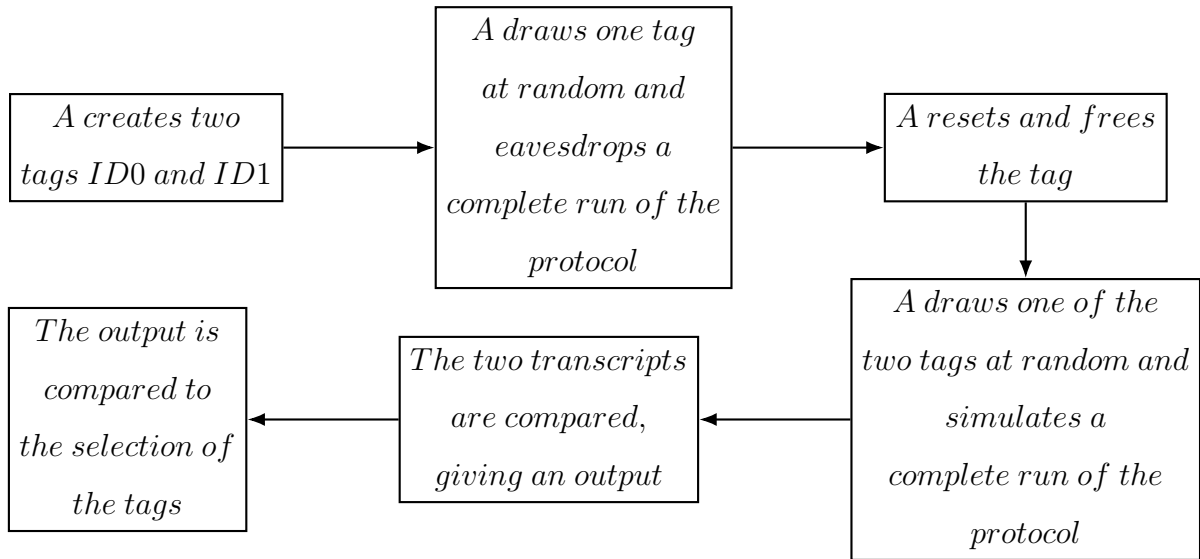 A creates two
tags ID0 and ID1
A draws one tag
at random and
eavesdrops a
complete run of the
protocol
A resets and frees
the tag
A draws one of the
two tags at random and
simulates a
complete run of the
protocol
The two transcripts
are compared,
giving an output
The output is
compared to
the selection of
the tags